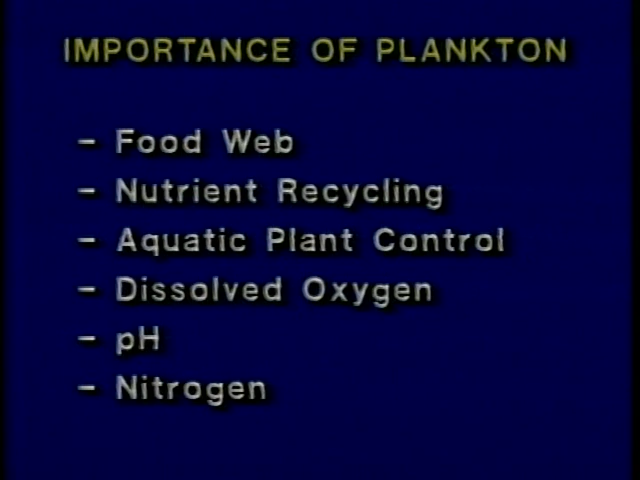 IMPORTANCE OF PLANKTON
- Food Web
- Nutrient Recycling
- Aquatic Plant Control
- Dissolved Oxygen
- pH
- Nitrogen